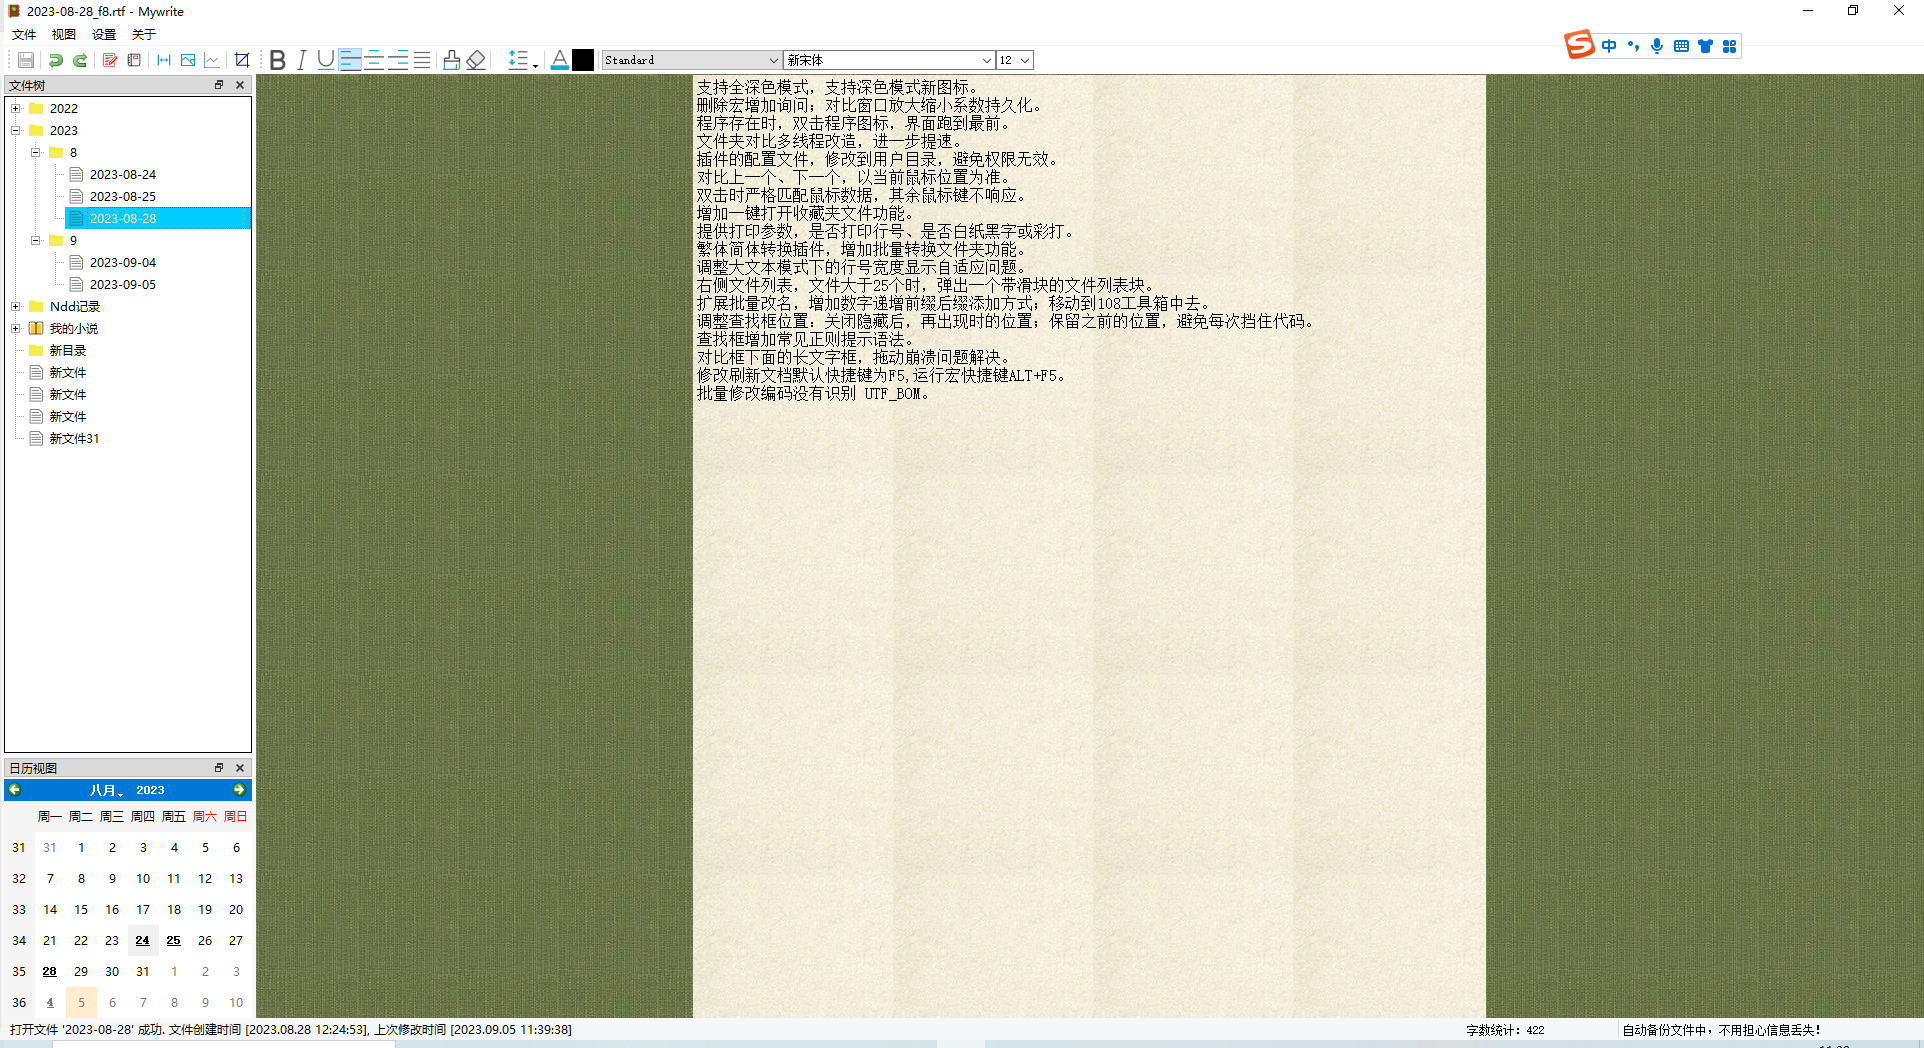 2023-08-28_f8.rtf - Mywrite
文件 视图 设置 关于
中
B I U Standard 新宋体 12
文件树
2022
2023
8
2023-08-24
2023-08-25
2023-08-28
9
2023-09-04
2023-09-05
Ndd记录
我的小说
新目录
新文件
新文件
新文件
新文件31
支持全深色模式，支持深色模式新图标。
删除宏增加询问；对比窗口放大缩小系数持久化。
程序存在时，双击程序图标，界面跑到最前。
文件夹对比多线程改造，进一步提速。
插件的配置文件，修改到用户目录，避免权限无效。
对比上一个、下一个，以当前鼠标位置为准。
双击时严格匹配鼠标数据，其余鼠标键不响应。
增加一键打开收藏夹文件功能。
提供打印参数，是否打印行号、是否白纸黑字或彩打。
繁体简体转换插件，增加批量转换文件夹功能。
调整大文本模式下的行号宽度显示自适应问题。
右侧文件列表，文件大于25个时，弹出一个带滑块的文件列表块。
扩展批量改名，增加数字递增前缀后缀添加方式；移动到108工具箱中去。
调整查找框位置：关闭隐藏后，再出现时的位置；保留之前的位置，避免每次挡住代码。
查找框增加常见正则提示语法。
对比框下面的长文字框，拖动崩溃问题解决。
修改刷新文档默认快捷键为F5,运行宏快捷键ALT+F5。
批量修改编码没有识别 UTF_BOM。
日历视图
八月 2023
周一 周二 周三 周四 周五 周六 周日
31 31 1 2 3 4 5 6
32 7 8 9 10 11 12 13
33 14 15 16 17 18 19 20
34 21 22 23 24 25 26 27
35 28 29 30 31 1 2 3
36 4 5 6 7 8 9 10
打开文件 '2023-08-28' 成功. 文件创建时间 [2023.08.28 12:24:53], 上次修改时间 [2023.09.05 11:39:38]
字数统计：422
自动备份文件中，不用担心信息丢失！